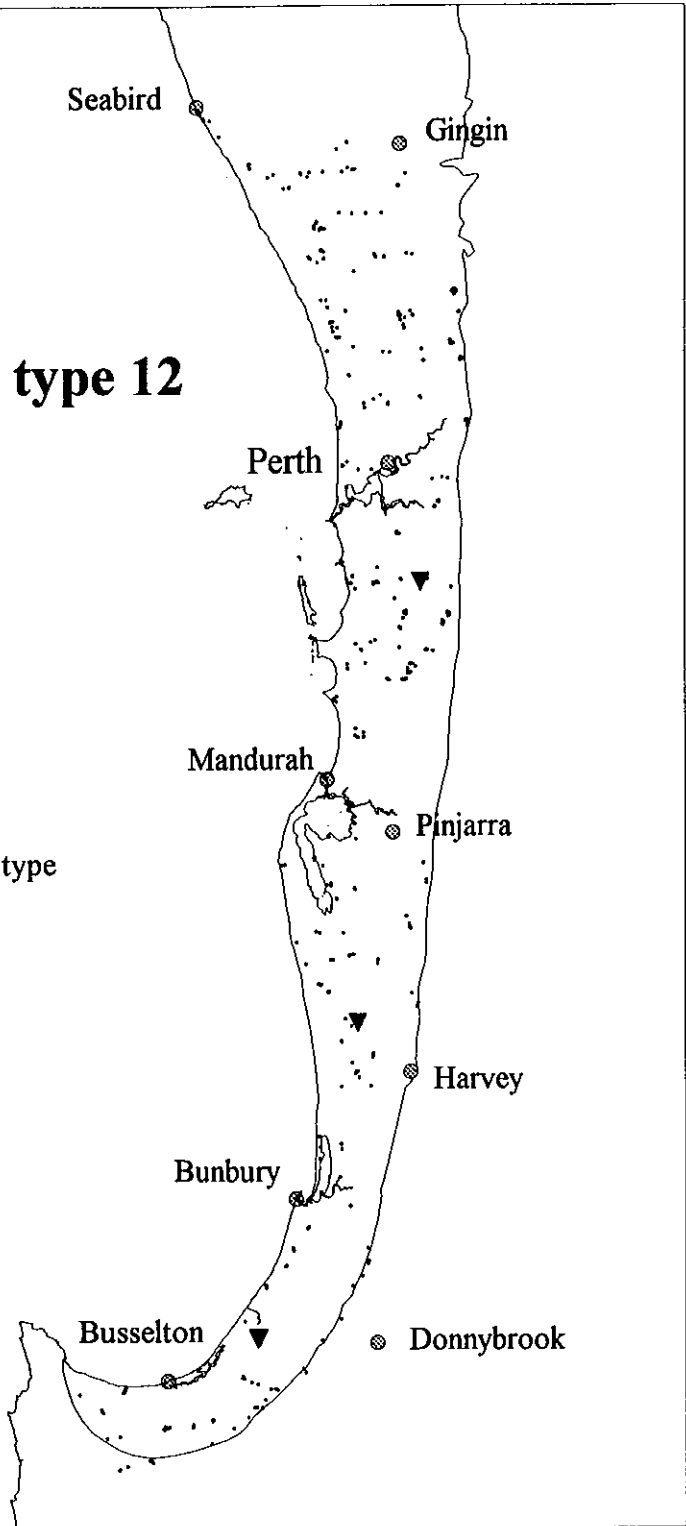 Seabird
Gingin
type 12
Perth
Mandurah
Pinjarra
type
Harvey
Bunbury
Busselton
Donnybrook